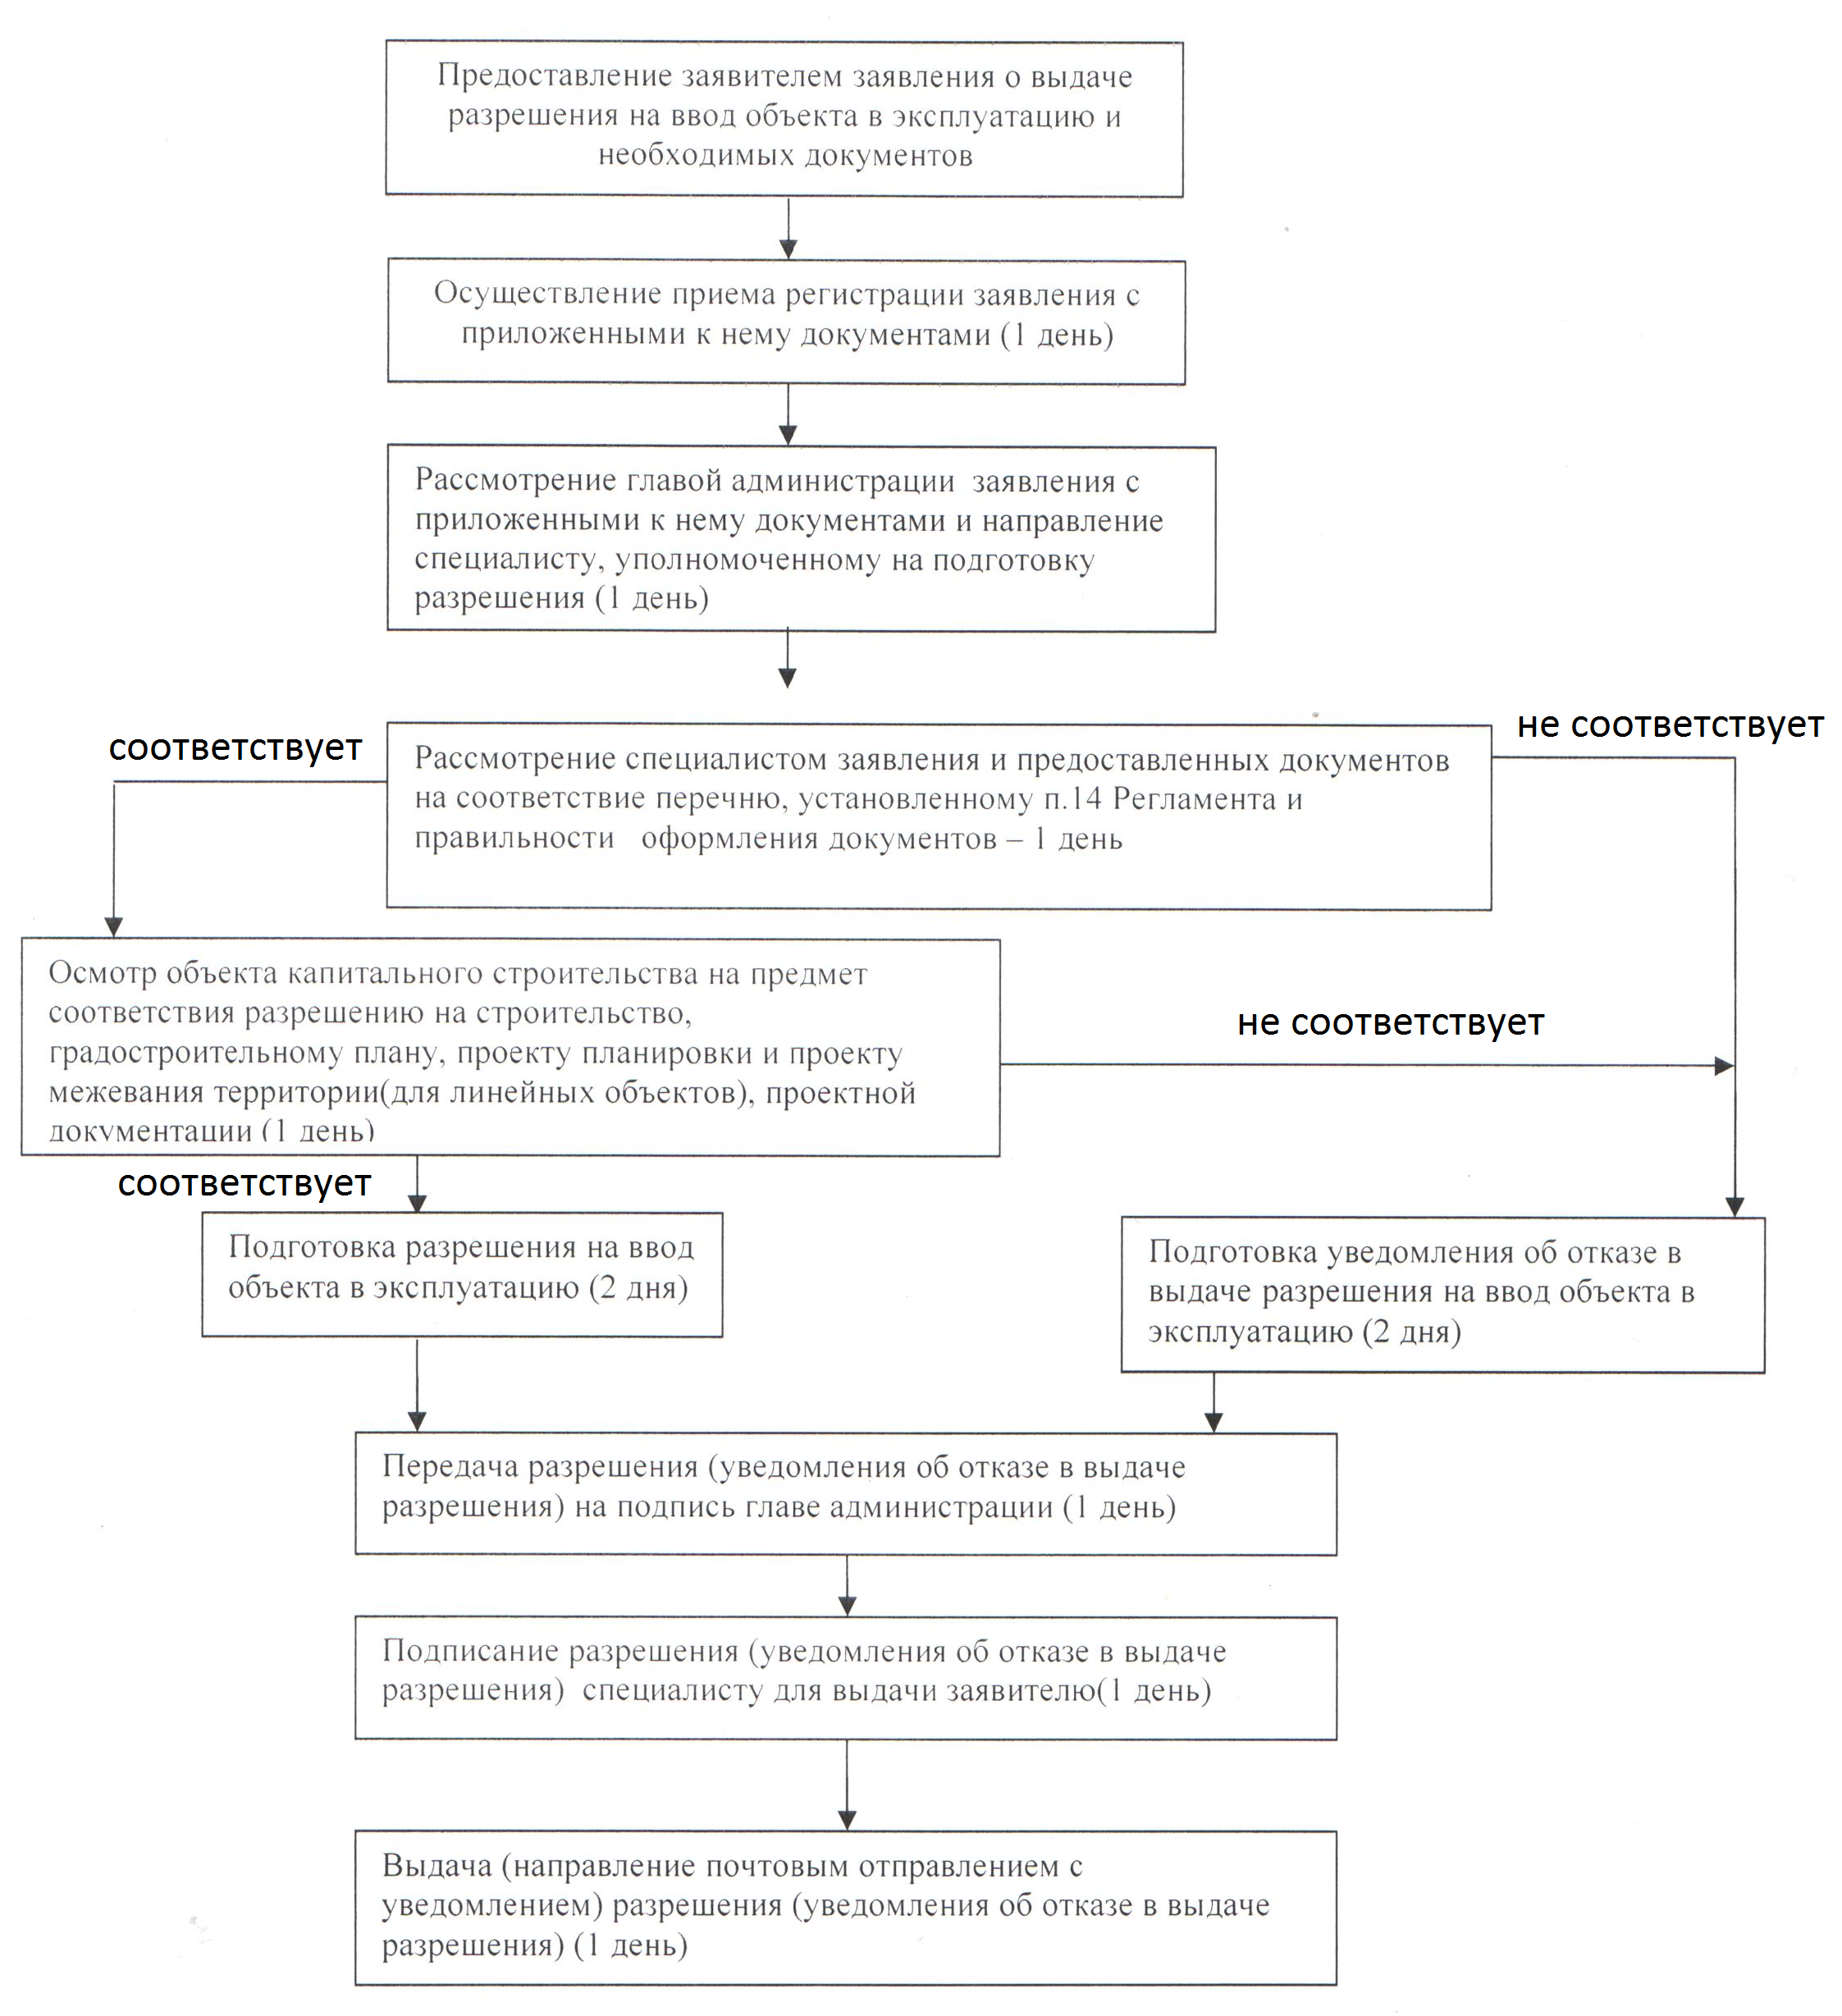 Предоставление заявителем заявления о выдаче
разрешения на ввод объекта в эксплуатацию и
необходимых документов
Осуществление приема регистрации заявления с
приложенными к нему документами (1 день)
Рассмотрение главой администрации заявления с
приложенными к нему документами и направление
специалисту, уполномоченному на подготовку
разрешения (1 день)
соответствует
не соответствует
Рассмотрение специалистом заявления и предоставленных документов
на соответствие перечню, установленному п.14 Регламента и
правильности оформления документов – 1 день
Осмотр объекта капитального строительства на предмет
соответствия разрешению на строительство,
градостроительному плану, проекту планировки и проекту
межевания территории(для линейных объектов), проектной
документации (1 день)
не соответствует
соответствует
Подготовка разрешения на ввод
объекта в эксплуатацию (2 дня)
Подготовка уведомления об отказе в
выдаче разрешения на ввод объекта в
эксплуатацию (2 дня)
Передача разрешения (уведомления об отказе в выдаче
разрешения) на подпись главе администрации (1 день)
Подписание разрешения (уведомления об отказе в выдаче
разрешения) специалисту для выдачи заявителю(1 день)
Выдача (направление почтовым отправлением с
уведомлением) разрешения (уведомления об отказе в выдаче
разрешения) (1 день)